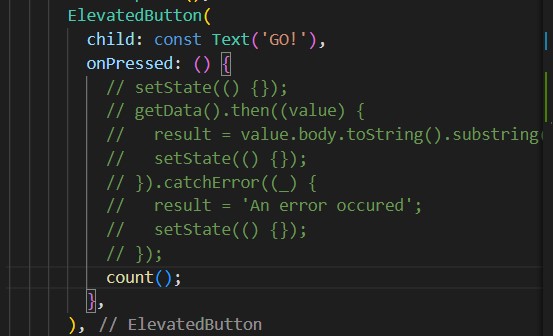 ElevatedButton(
child: const Text('GO!'),
onPressed: () {
// setState(() {});
// getData().then((value) {
//   result = value.body.toString().substring(
//   setState(() {});
// }).catchError((_) {
//   result = 'An error occured';
//   setState(() {});
// });
count();
},
), // ElevatedButton